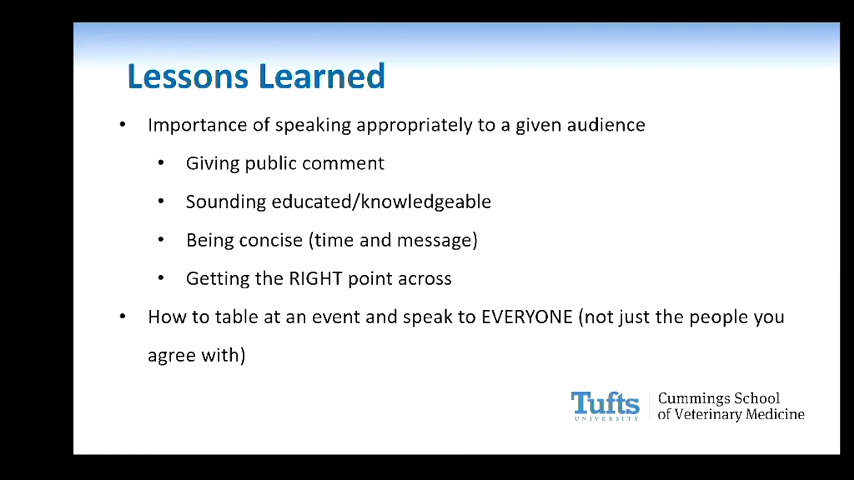 Lessons Learned
• Importance of speaking appropriately to a given audience
• Giving public comment
• Sounding educated/knowledgeable
• Being concise (time and message)
• Getting the RIGHT point across
• How to table at an event and speak to EVERYONE (not just the people you
agree with)
Tufts
UNIVERSITY
Cummings School
of Veterinary Medicine